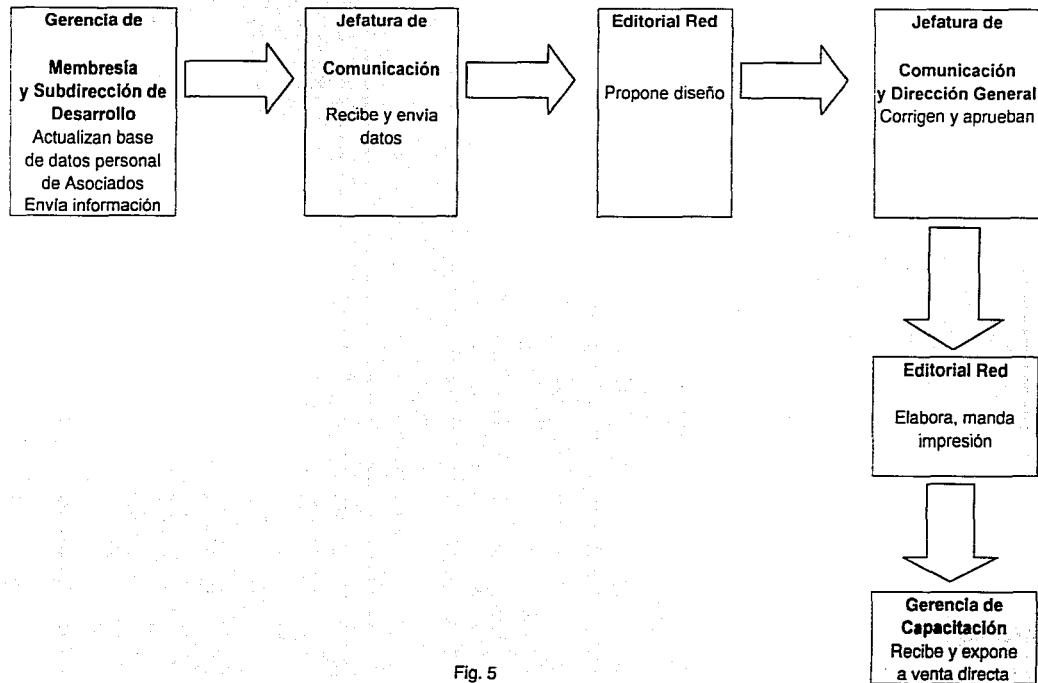 Gerencia de
Membresía
y Subdirección de
Desarrollo
Actualizan base
de datos personal
de Asociados
Envía información
Jefatura de
Comunicación
Recibe y envia
datos
Editorial Red
Propone diseño
Jefatura de
Comunicación
y Dirección General
Corrigen y aprueban
Editorial Red
Elabora, manda
impresión
Gerencia de
Capacitación
Recibe y expone
a venta directa
Fig. 5